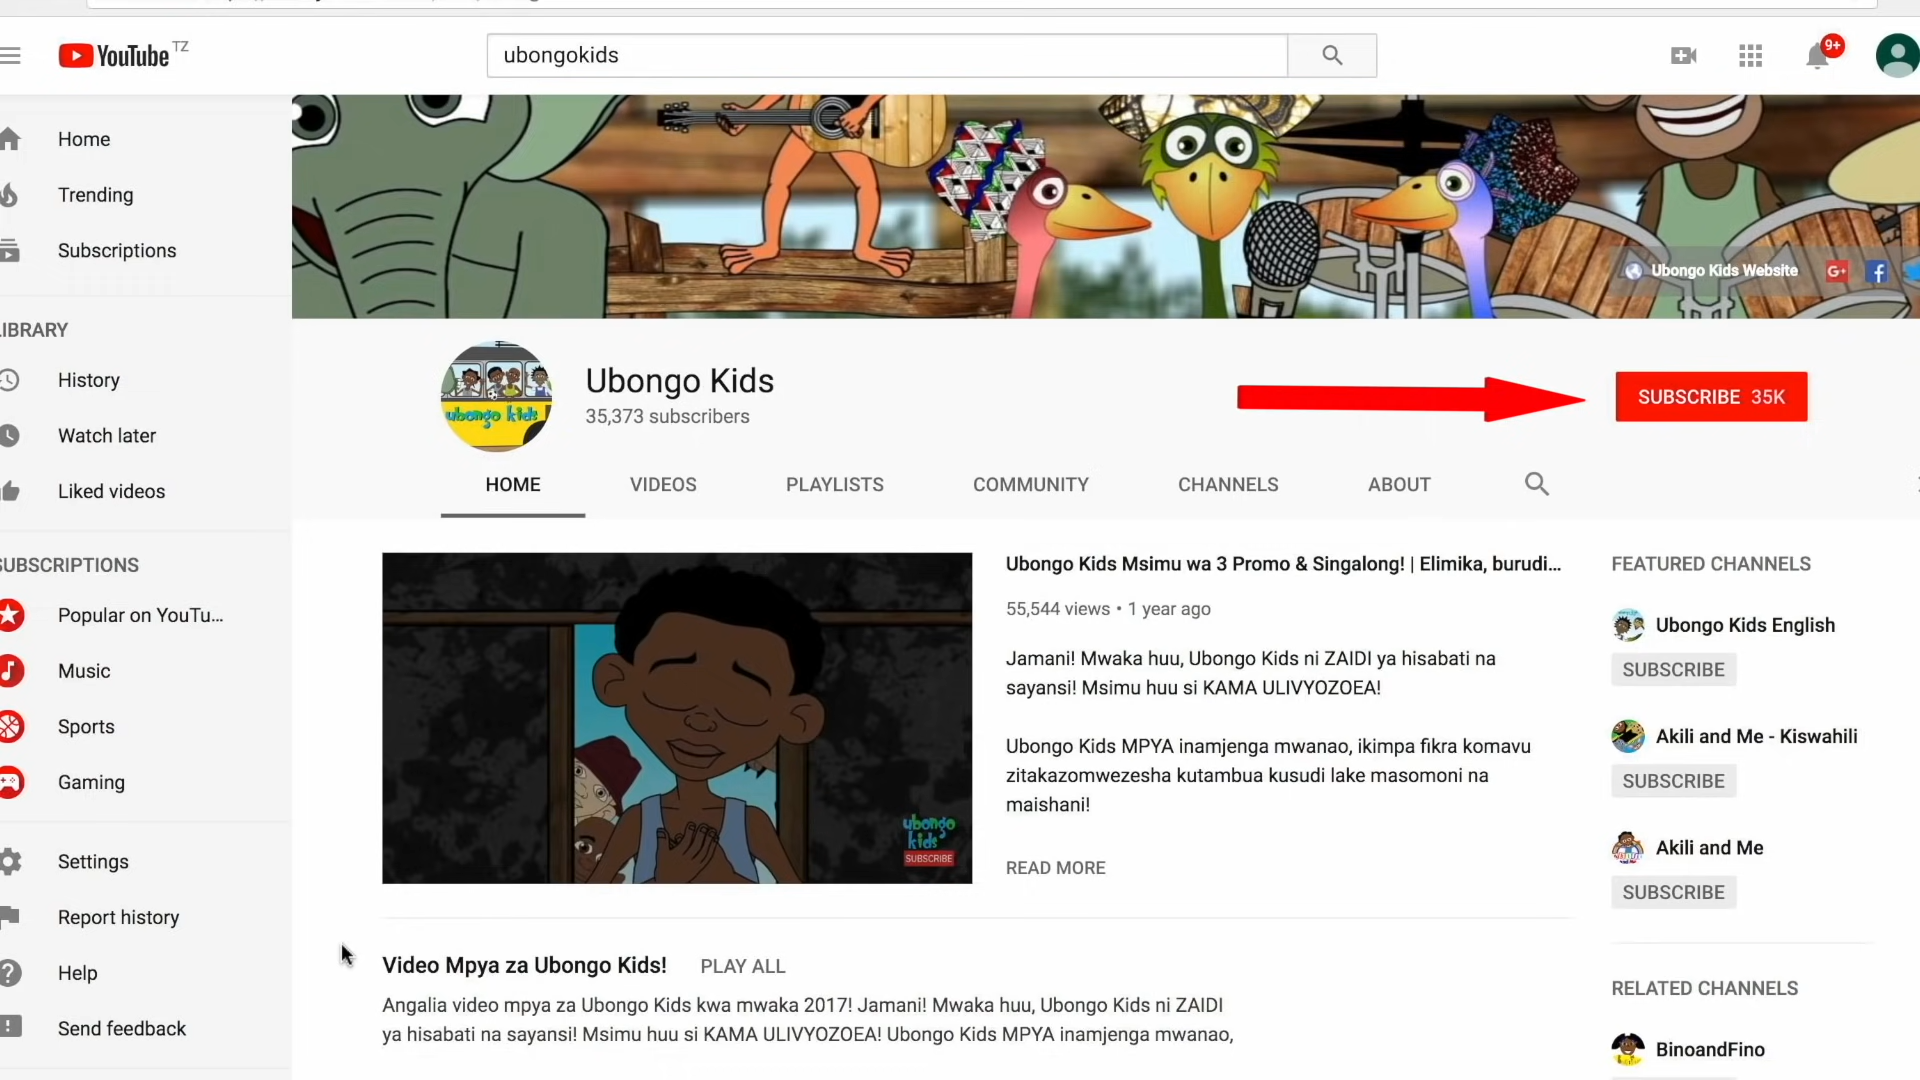 YouTube TZ
ubongokids
9+
Home
Trending
Subscriptions
LIBRARY
History
Watch later
Liked videos
SUBSCRIPTIONS
Popular on YouTu...
Music
Sports
Gaming
Settings
Report history
Help
Send feedback
Ubongo Kids Website
G+
f
ubongo kids
Ubongo Kids
35,373 subscribers
SUBSCRIBE 35K
HOME
VIDEOS
PLAYLISTS
COMMUNITY
CHANNELS
ABOUT
ubongo
kids
SUBSCRIBE
Ubongo Kids Msimu wa 3 Promo & Singalong! | Elimika, burudi...
55,544 views • 1 year ago
Jamani! Mwaka huu, Ubongo Kids ni ZAIDI ya hisabati na
sayansi! Msimu huu si KAMA ULIVYOZOEA!
Ubongo Kids MPYA inamjenga mwanao, ikimpa fikra komavu
zitakazomwezesha kutambua kusudi lake masomoni na
maishani!
READ MORE
Video Mpya za Ubongo Kids! PLAY ALL
Angalia video mpya za Ubongo Kids kwa mwaka 2017! Jamani! Mwaka huu, Ubongo Kids ni ZAIDI
ya hisabati na sayansi! Msimu huu si KAMA ULIVYOZOEA! Ubongo Kids MPYA inamjenga mwanao,
FEATURED CHANNELS
Ubongo Kids English
SUBSCRIBE
Akili and Me - Kiswahili
SUBSCRIBE
Akili and Me
SUBSCRIBE
RELATED CHANNELS
BinoandFino